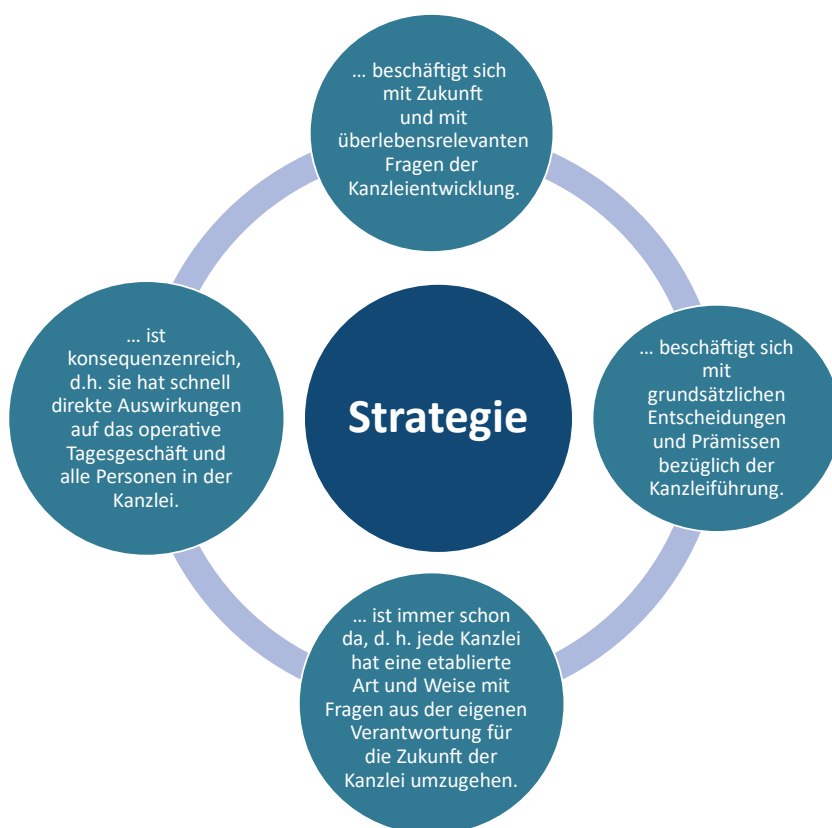 ... beschäftigt sich
mit Zukunft
und mit
überlebensrelevanten
Fragen der
Kanzleientwicklung.
... ist
konsequenzenreich,
d.h. sie hat schnell
direkte Auswirkungen
auf das operative
Tagesgeschäft und
alle Personen in der
Kanzlei.
Strategie
... beschäftigt sich
mit
grundsätzlichen
Entscheidungen
und Prämissen
bezüglich der
Kanzleiführung.
... ist immer schon
da, d. h. jede Kanzlei
hat eine etablierte
Art und Weise mit
Fragen aus der eigenen
Verantwortung für
die Zukunft der
Kanzlei umzugehen.